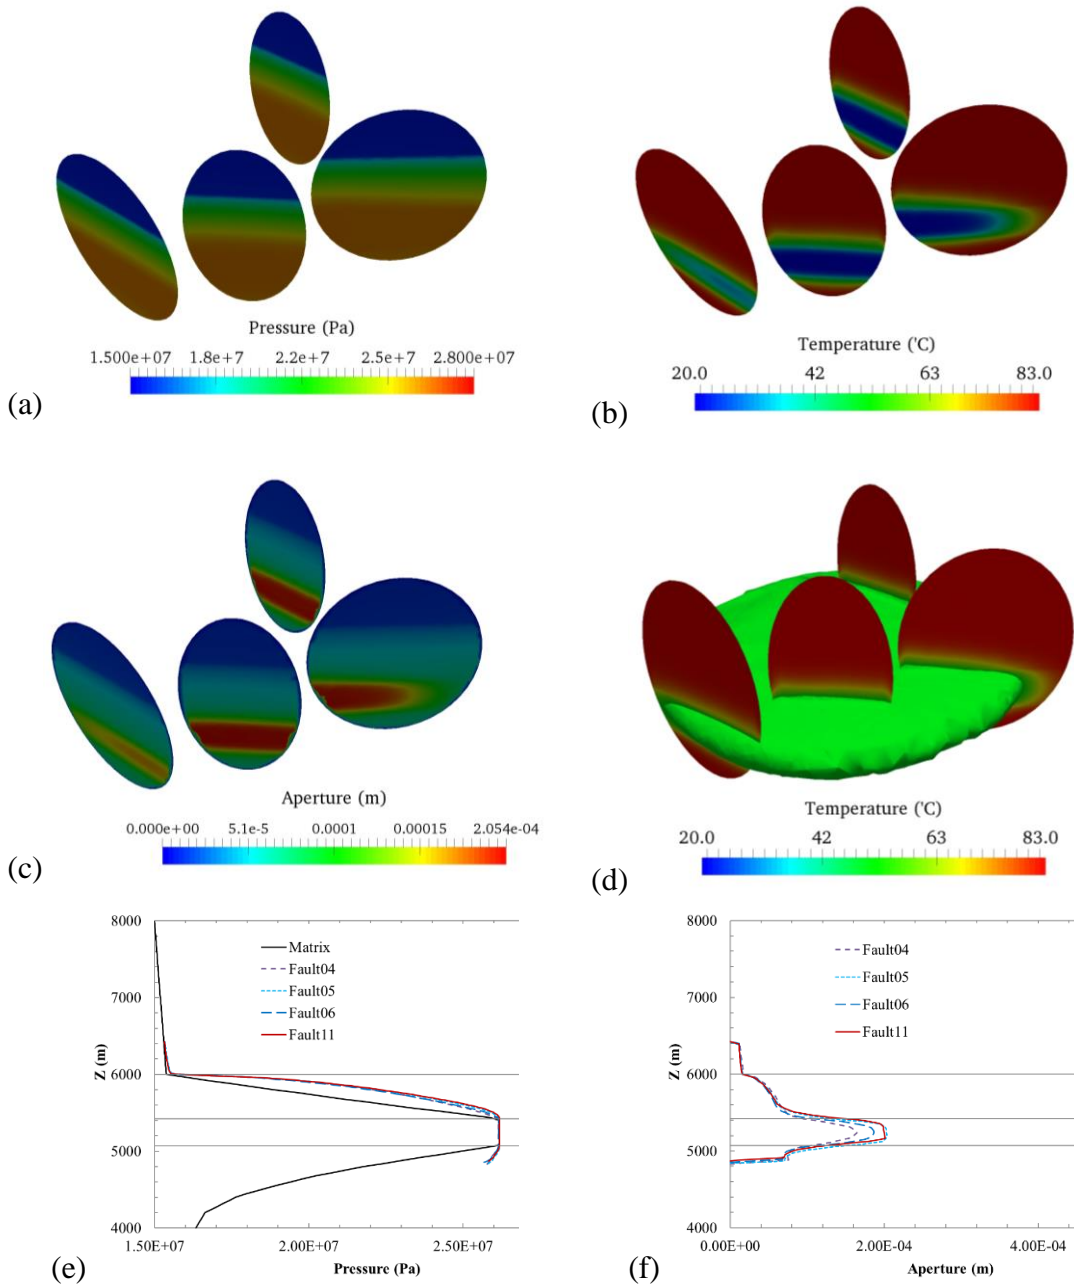 Pressure (Pa)
1.500e+07 1.8e+7 2.2e+7 2.5e+7 2.800e+07
(a)
Temperature ('C)
20.0 42 63 83.0
(b)
Aperture (m)
0.000e+00 5.1e-5 0.0001 0.00015 2.054e-04
(c)
Temperature ('C)
20.0 42 63 83.0
(d)
8000
7000
6000
5000
4000
Z (m)
Matrix
Fault04
Fault05
Fault06
Fault11
1.50E+07 2.00E+07 2.50E+07
Pressure (Pa)
(e)
8000
7000
6000
5000
4000
Z (m)
Fault04
Fault05
Fault06
Fault11
0.00E+00 2.00E-04 4.00E-04
Aperture (m)
(f)